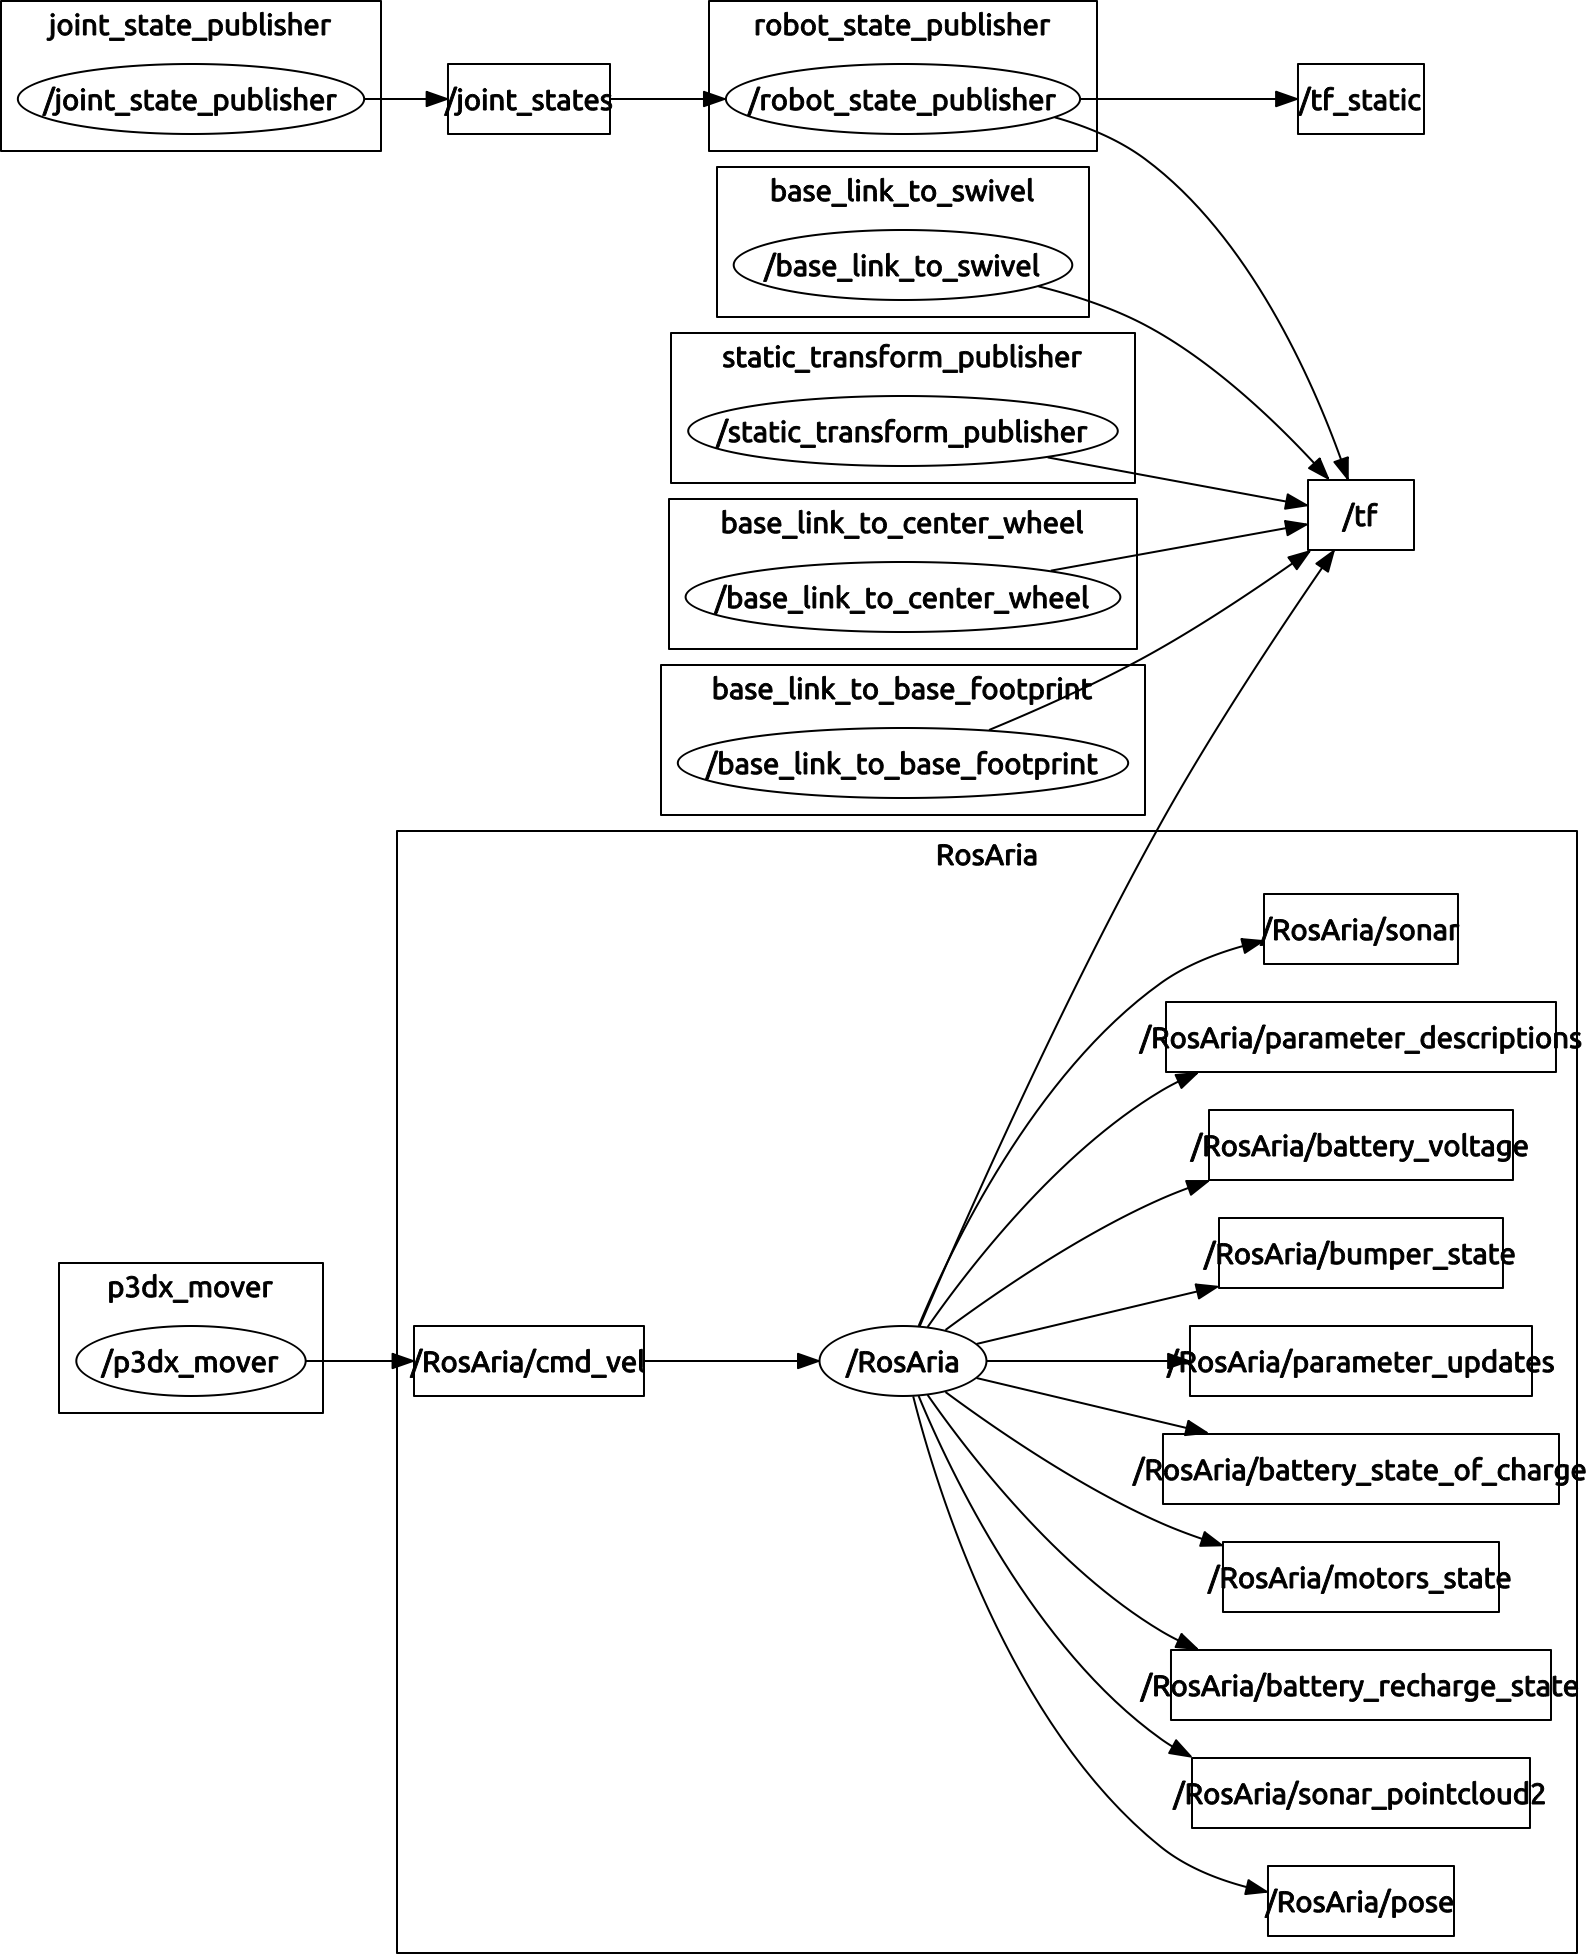 joint_state_publisher
/joint_state_publisher
/joint_states
robot_state_publisher
/robot_state_publisher
/tf_static
base_link_to_swivel
/base_link_to_swivel
static_transform_publisher
/static_transform_publisher
/tf
base_link_to_center_wheel
/base_link_to_center_wheel
base_link_to_base_footprint
/base_link_to_base_footprint
RosAria
/RosAria/sonar
/RosAria/parameter_descriptions
/RosAria/battery_voltage
/RosAria/bumper_state
p3dx_mover
/p3dx_mover
/RosAria/cmd_vel
/RosAria
/RosAria/parameter_updates
/RosAria/battery_state_of_charge
/RosAria/motors_state
/RosAria/battery_recharge_state
/RosAria/sonar_pointcloud2
/RosAria/pose